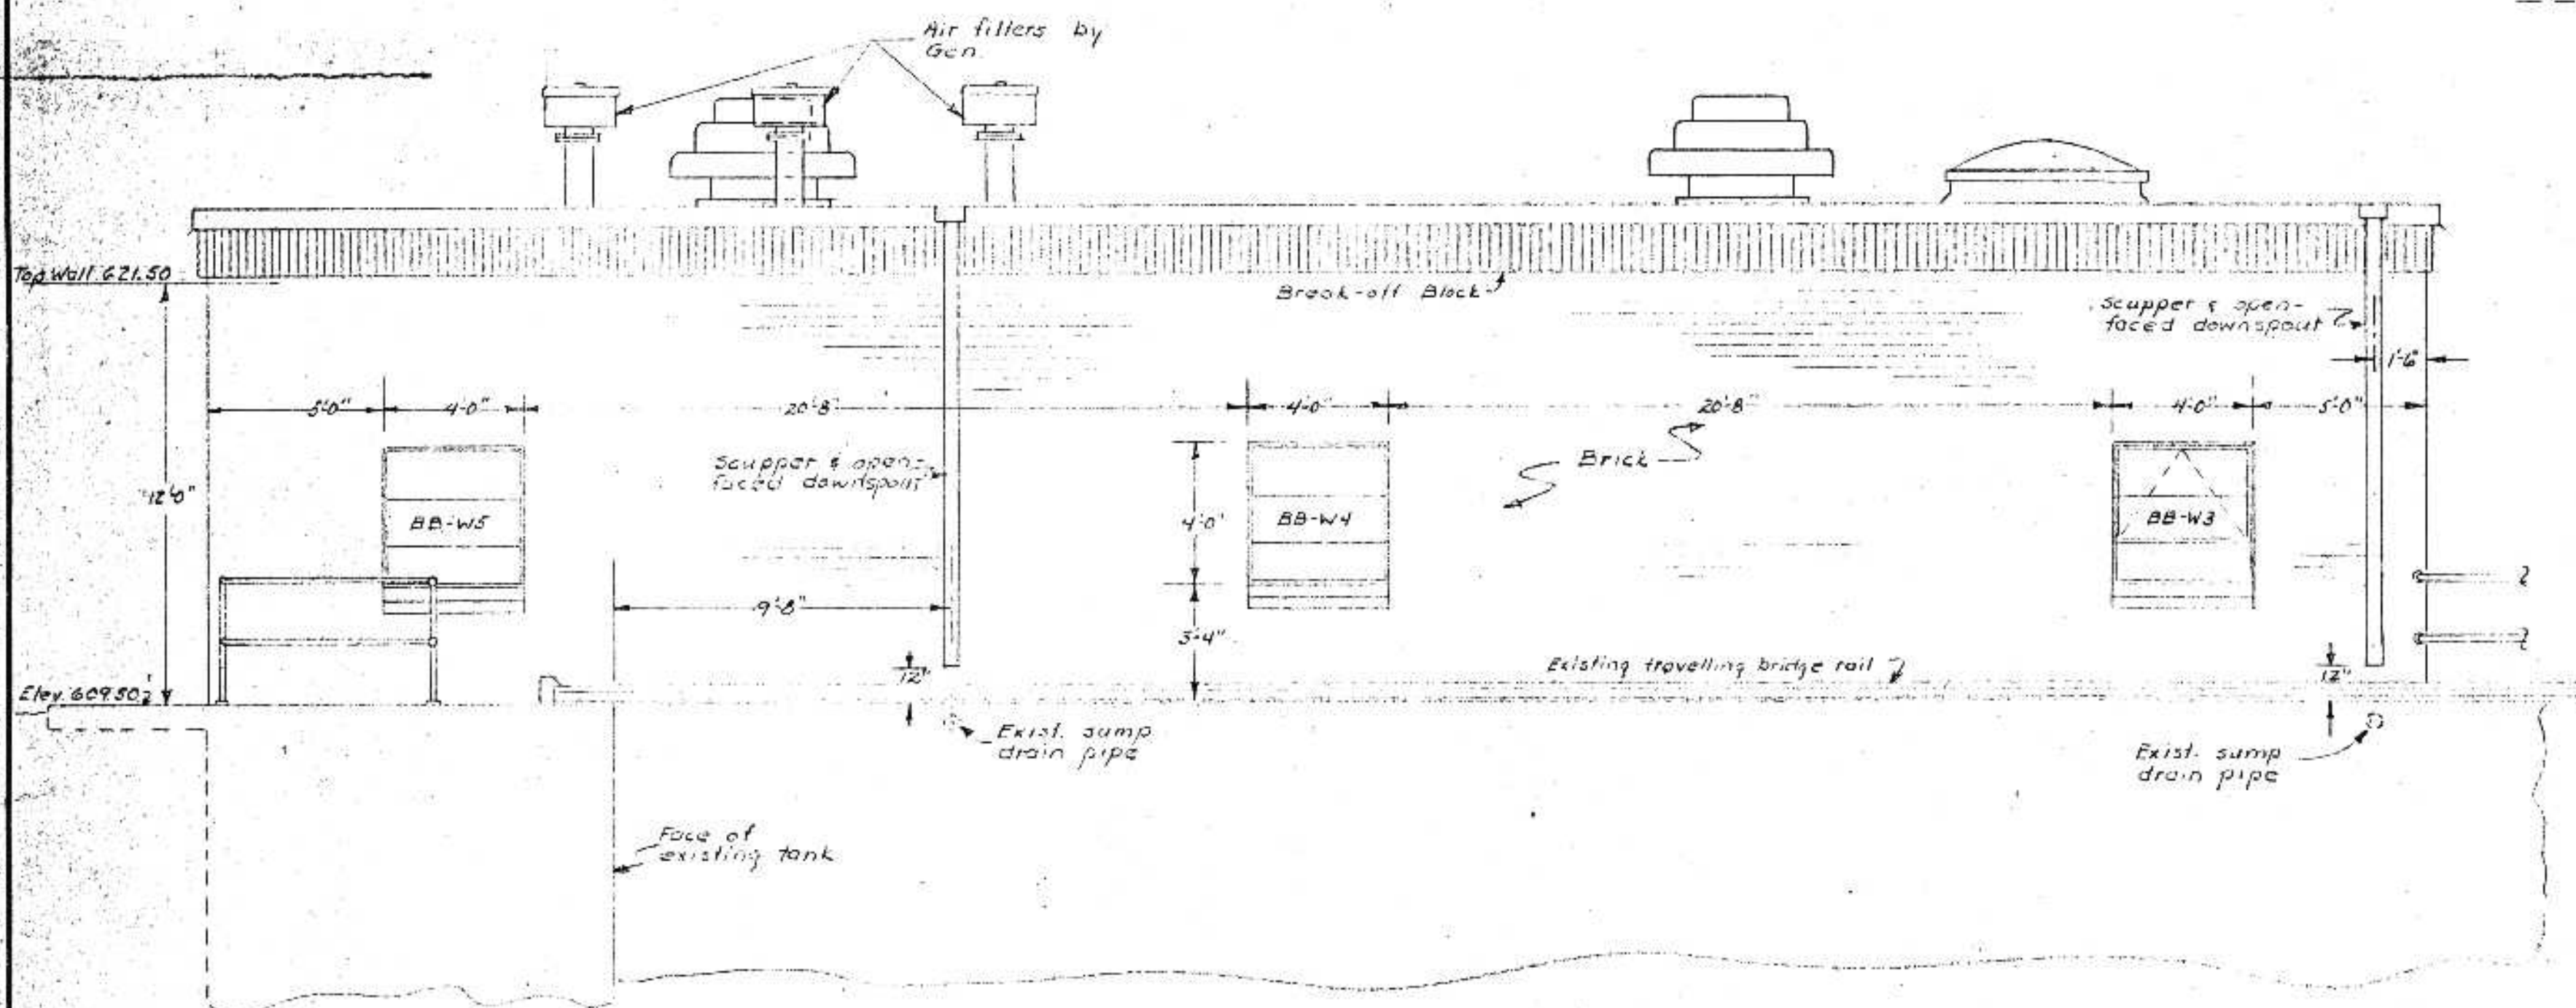 Air filters by
Gen.
Top Wall 621.50
Break-off Block
Scupper & open-
faced downspout
1'-6"
5'-0"
4'-0"
20'-8"
4'-0"
20'-8"
4'-0"
5'-0"
Scupper & open-
faced downspout
Brick
12'-0"
BB-W5
4'-0"
BB-W4
BB-W3
9'-8"
3'-4"
Existing travelling bridge rail
12"
12"
Elev. 609.50
Exist. sump
drain pipe
Exist. sump
drain pipe
Face of
existing tank